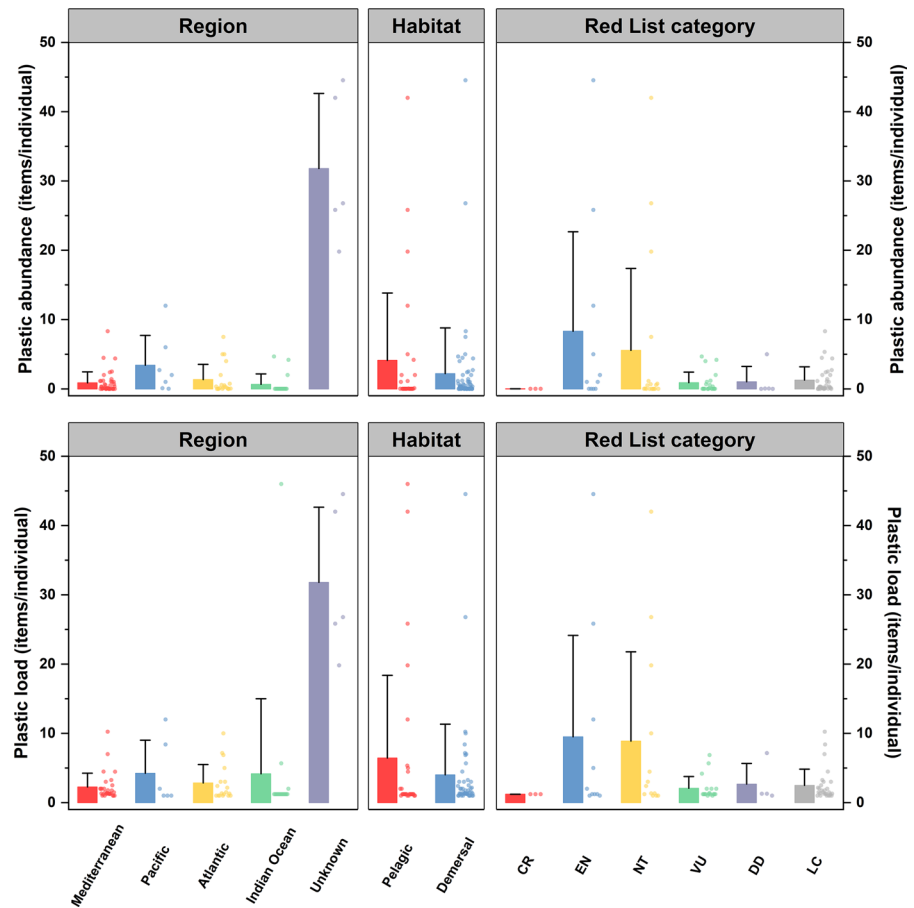 Region Habitat Red List category
Plastic abundance (items/individual)
50
40
30
20
10
0
50
40
30
20
10
0
Plastic abundance (items/individual)
Region Habitat Red List category
Plastic load (items/individual)
50
40
30
20
10
0
50
40
30
20
10
0
Plastic load (items/individual)
Mediterranean
Pacific
Atlantic
Indian Ocean
Unknown
Pelagic
Demersal
CR
EN
NT
VU
DD
LC